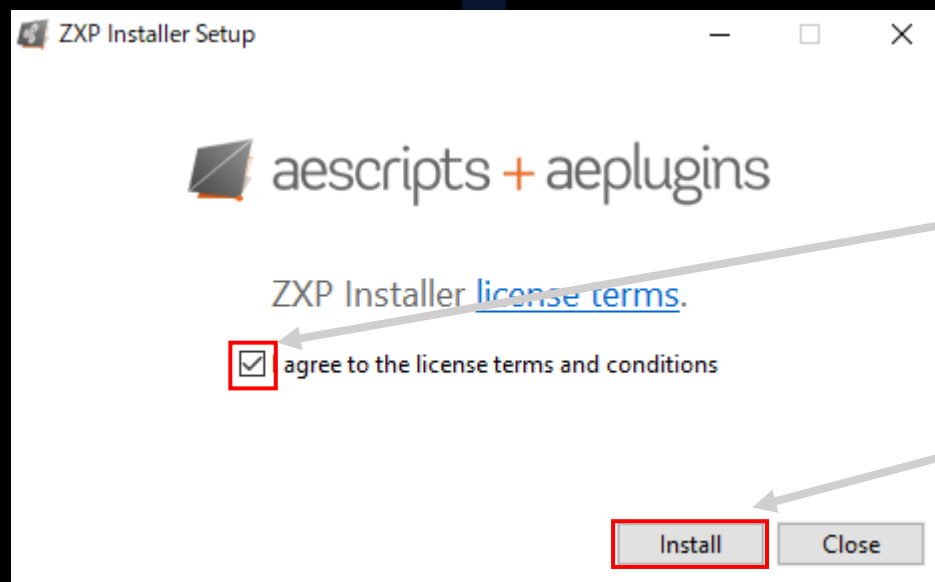 ZXP Installer Setup
aescripts + aeplugins
ZXP Installer license terms.
I agree to the license terms and conditions
Install
Close